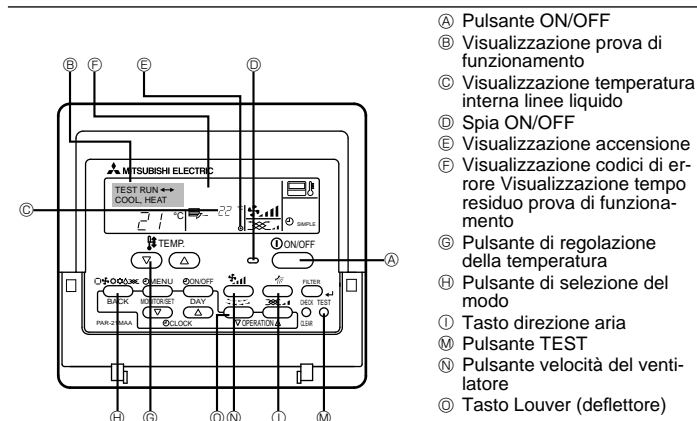 Ⓐ Pulsante ON/OFF
Ⓑ Visualizzazione prova di
funzionamento
Ⓒ Visualizzazione temperatura
interna linee liquido
Ⓓ Spia ON/OFF
Ⓔ Visualizzazione accensione
Ⓕ Visualizzazione codici di er-
rore Visualizzazione tempo
residuo prova di funziona-
mento
Ⓖ Pulsante di regolazione
della temperatura
Ⓗ Pulsante di selezione del
modo
Ⓘ Tasto direzione aria
Ⓜ Pulsante TEST
Ⓝ Pulsante velocità del venti-
latore
Ⓞ Tasto Louver (deflettore)
Ⓑ Ⓕ Ⓔ Ⓓ
MITSUBISHI ELECTRIC
TEST RUN
COOL, HEAT
Ⓒ 21 °C 22 °C SIMPLE
TEMP. ON/OFF
Ⓐ
MENU ON/OFF FILTER
BACK MONITOR/SET DAY CHECK TEST
PAR-21MAA CLOCK OPERATION CLEAR
Ⓗ Ⓖ Ⓞ Ⓝ Ⓘ Ⓜ